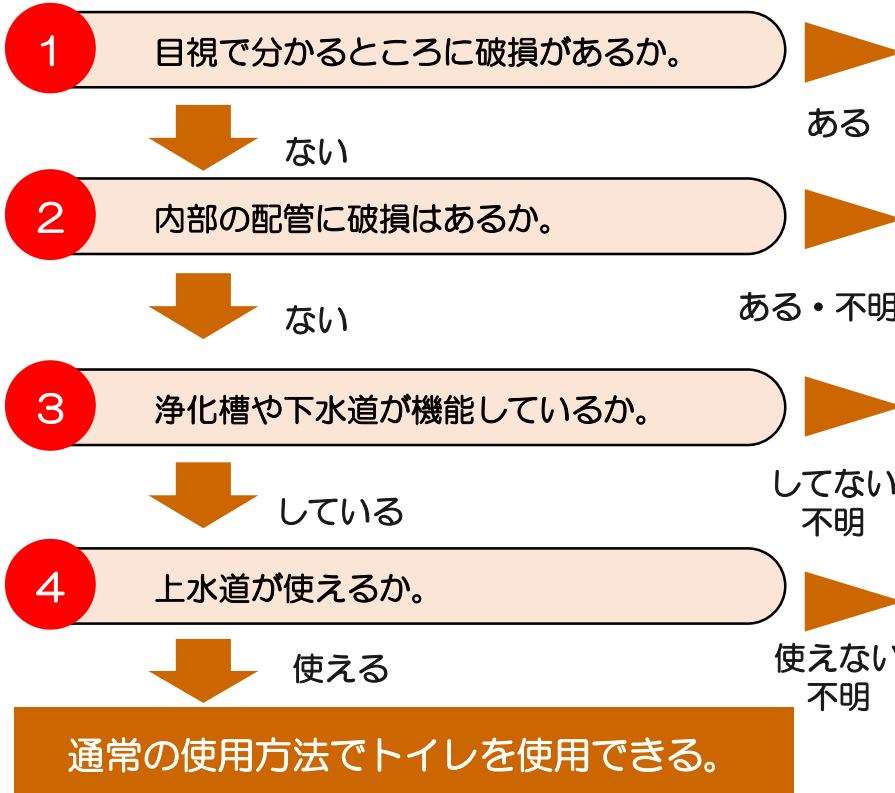 1 目視で分かるところに破損があるか。
ある
ない
2 内部の配管に破損はあるか。
ある・不明
ない
3 浄化槽や下水道が機能しているか。
してない
不明
している
4 上水道が使えるか。
使えない
不明
使える
通常の使用方法でトイレを使用できる。